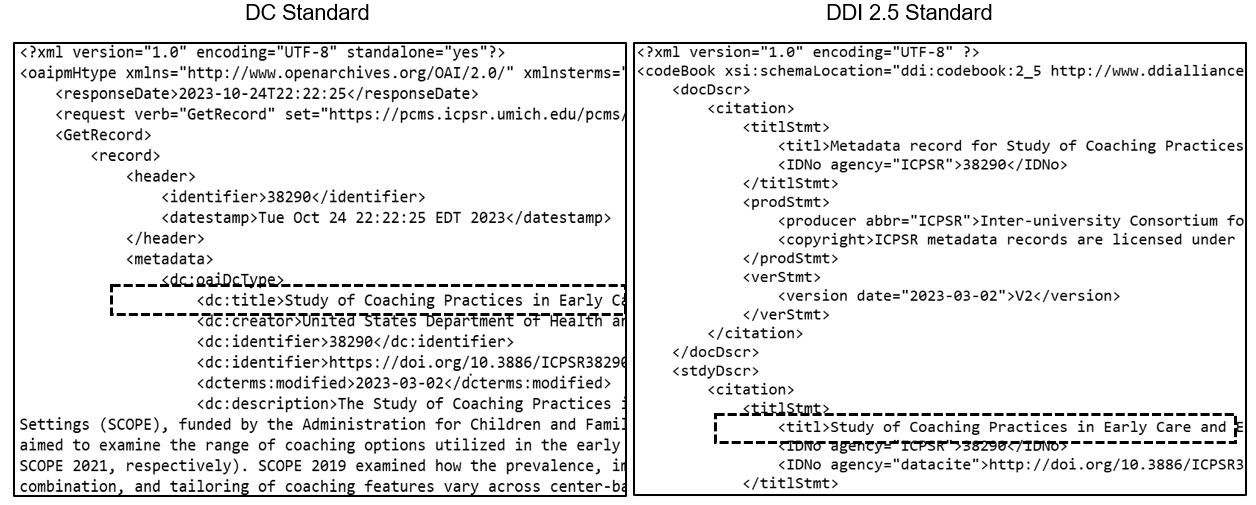 DC Standard
<?xml version="1.0" encoding="UTF-8" standalone="yes"?>
<oaipmHtype xmlns="http://www.openarchives.org/OAI/2.0/" xmlnsterms="
<responseDate>2023-10-24T22:22:25</responseDate>
<request verb="GetRecord" set="https://pcms.icpsr.umich.edu/pcms/
<GetRecord>
<record>
<header>
<identifier>38290</identifier>
<datestamp>Tue Oct 24 22:22:25 EDT 2023</datestamp>
</header>
<metadata>
<dc:oaiDcType>
<dc:title>Study of Coaching Practices in Early Ca
<dc:creator>United States Department of Health an
<dc:identifier>38290</dc:identifier>
<dc:identifier>https://doi.org/10.3886/ICPSR38290
<dcterms:modified>2023-03-02</dcterms:modified>
<dc:description>The Study of Coaching Practices i
Settings (SCOPE), funded by the Administration for Children and Famil
aimed to examine the range of coaching options utilized in the early
SCOPE 2021, respectively). SCOPE 2019 examined how the prevalence, im
combination, and tailoring of coaching features vary across center-ba
DDI 2.5 Standard
<?xml version="1.0" encoding="UTF-8" ?>
<codeBook xsi:schemaLocation="ddi:codebook:2_5 http://www.ddialliance
<docDscr>
<citation>
<titlStmt>
<titl>Metadata record for Study of Coaching Practices
<IDNo agency="ICPSR">38290</IDNo>
</titlStmt>
<prodStmt>
<producer abbr="ICPSR">Inter-university Consortium fo
<copyright>ICPSR metadata records are licensed under
</prodStmt>
<verStmt>
<version date="2023-03-02">V2</version>
</verStmt>
</citation>
</docDscr>
<stdyDscr>
<citation>
<titlStmt>
<titl>Study of Coaching Practices in Early Care and E
<IDNo agency="ICPSR">38290</IDNo>
<IDNo agency="datacite">http://doi.org/10.3886/ICPSR3
</titlStmt>